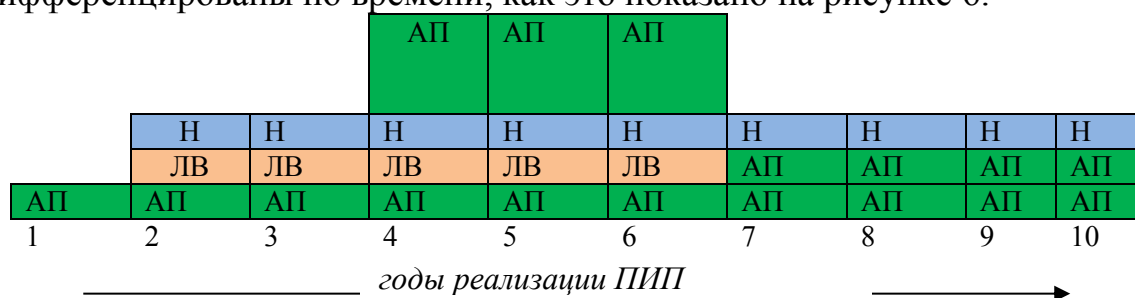 ифференцированы по времени, как это показано на рисунке 6.
АП АП АП
Н Н Н Н Н Н Н Н Н
ЛВ ЛВ ЛВ ЛВ ЛВ АП АП АП АП
АП АП АП АП АП АП АП АП АП АП
1 2 3 4 5 6 7 8 9 10
годы реализации ПИП